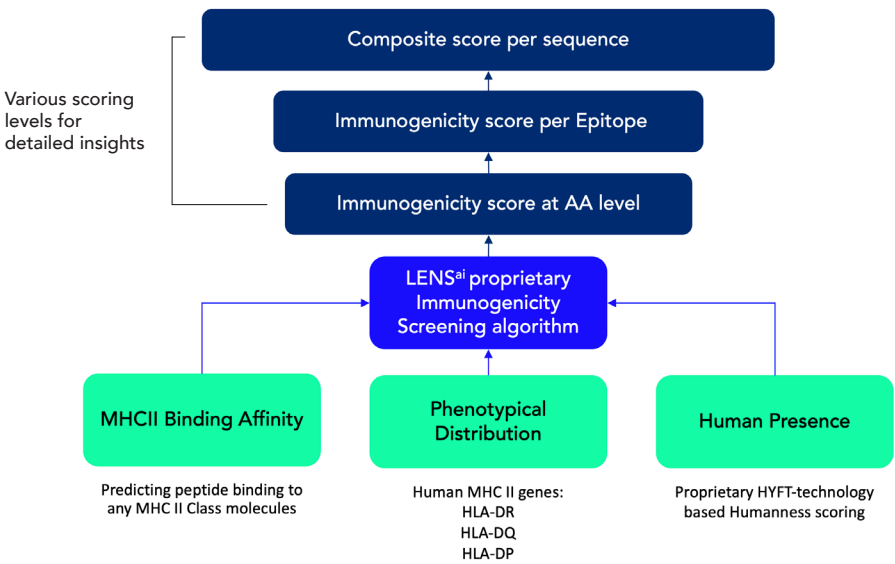 Composite score per sequence
Various scoring
levels for
detailed insights
Immunogenicity score per Epitope
Immunogenicity score at AA level
LENSai proprietary
Immunogenicity
Screening algorithm
MHCII Binding Affinity
Phenotypical
Distribution
Human Presence
Predicting peptide binding to
any MHC II Class molecules
Human MHC II genes:
HLA-DR
HLA-DQ
HLA-DP
Proprietary HYFT-technology
based Humanness scoring